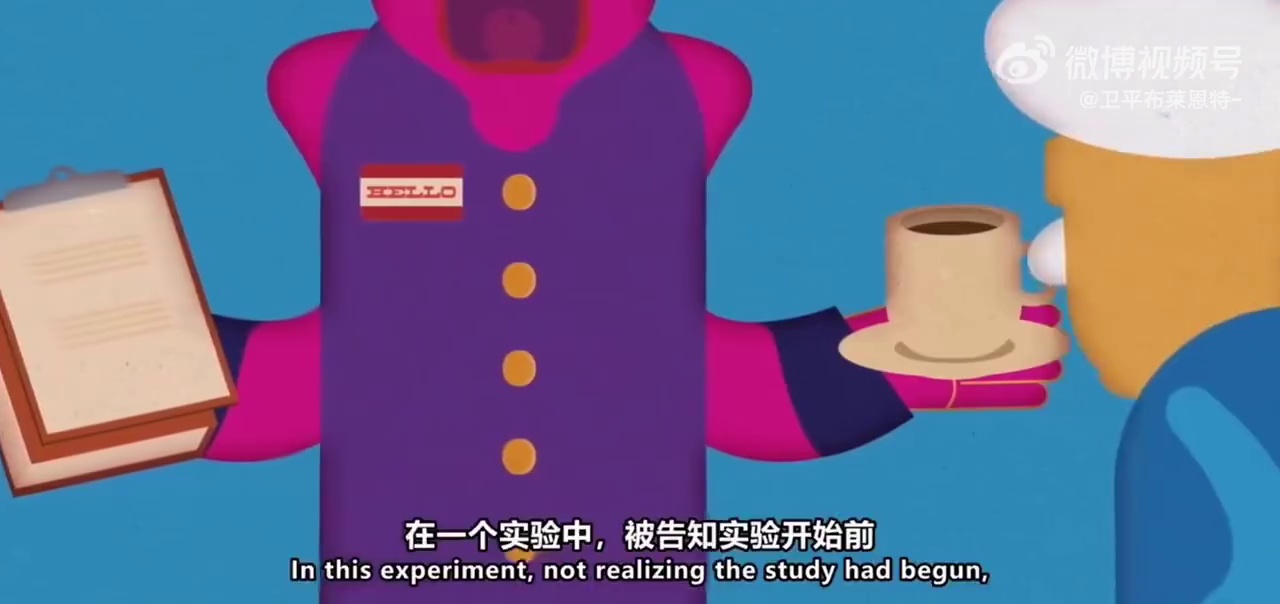 微博视频号
@卫平布莱恩特-
HELLO
在一个实验中，被告知实验开始前
In this experiment, not realizing the study had begun,